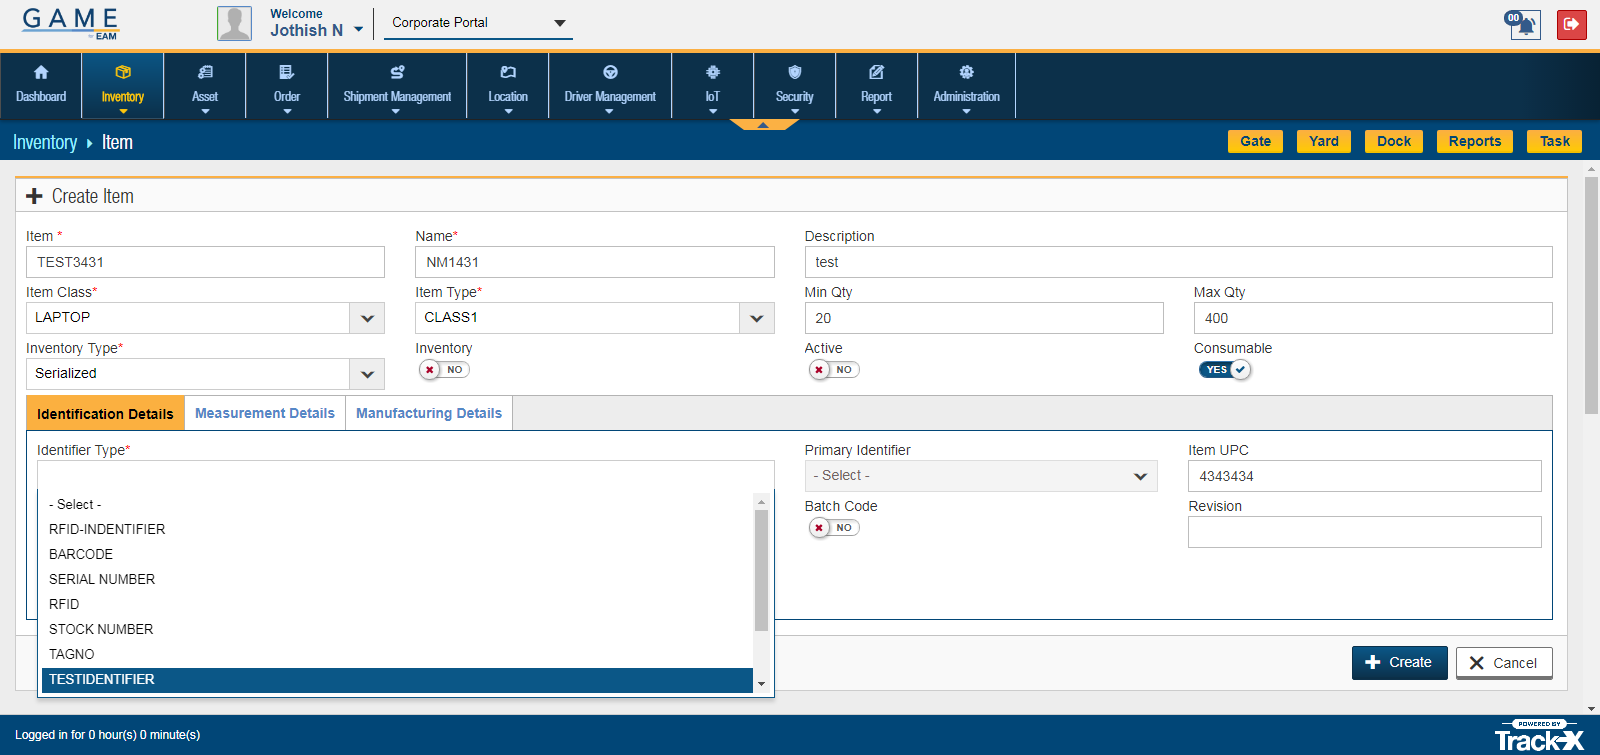 GAME
EAM
Welcome
Jothish N
Corporate Portal
00
Dashboard
Inventory
Asset
Order
Shipment Management
Location
Driver Management
IoT
Security
Report
Administration
Inventory Item
Gate
Yard
Dock
Reports
Task
Create Item
Item *
Name*
Description
TEST3431
NM1431
test
Item Class*
Item Type*
Min Qty
Max Qty
LAPTOP
CLASS1
20
400
Inventory Type*
Inventory
Active
Consumable
Serialized
NO
NO
YES
Identification Details
Measurement Details
Manufacturing Details
Identifier Type*
Primary Identifier
Item UPC
- Select -
4343434
Batch Code
Revision
NO
- Select -
RFID-INDENTIFIER
BARCODE
SERIAL NUMBER
RFID
STOCK NUMBER
TAGNO
TESTIDENTIFIER
Create
Cancel
Logged in for 0 hour(s) 0 minute(s)
POWERED BY
Track-X